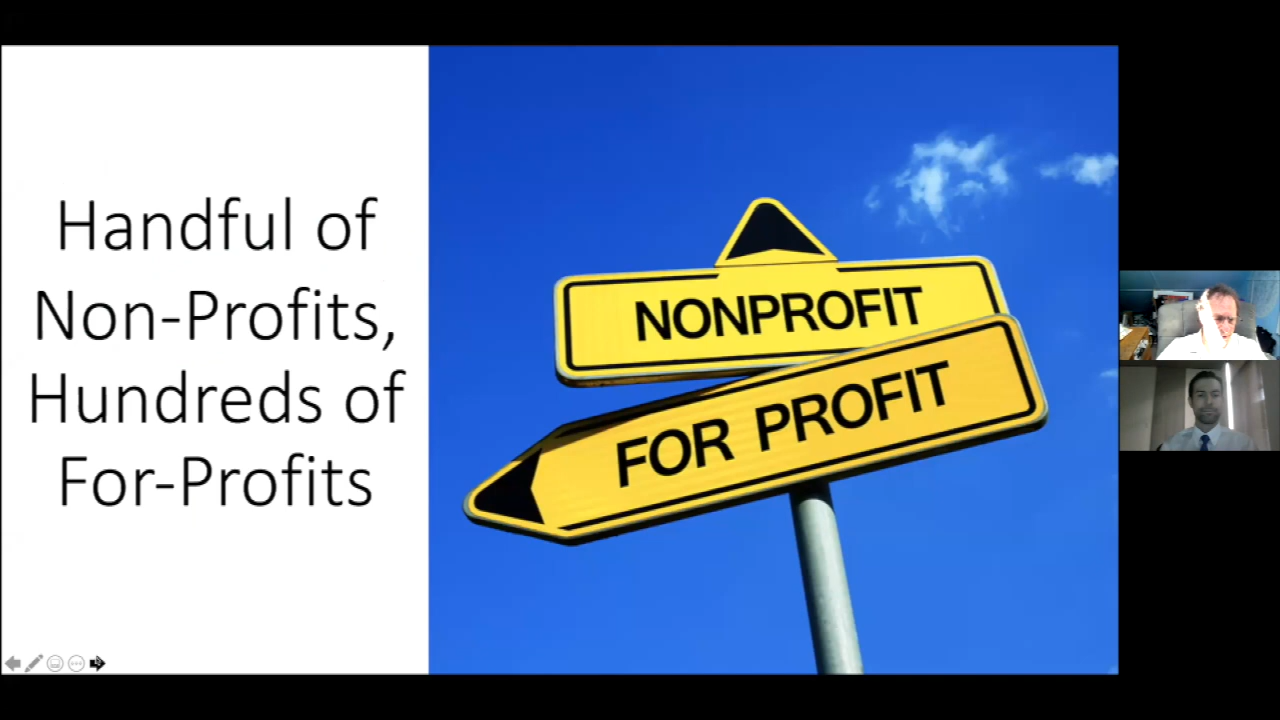 Handful of
Non-Profits,
Hundreds of
For-Profits
NONPROFIT
FOR PROFIT